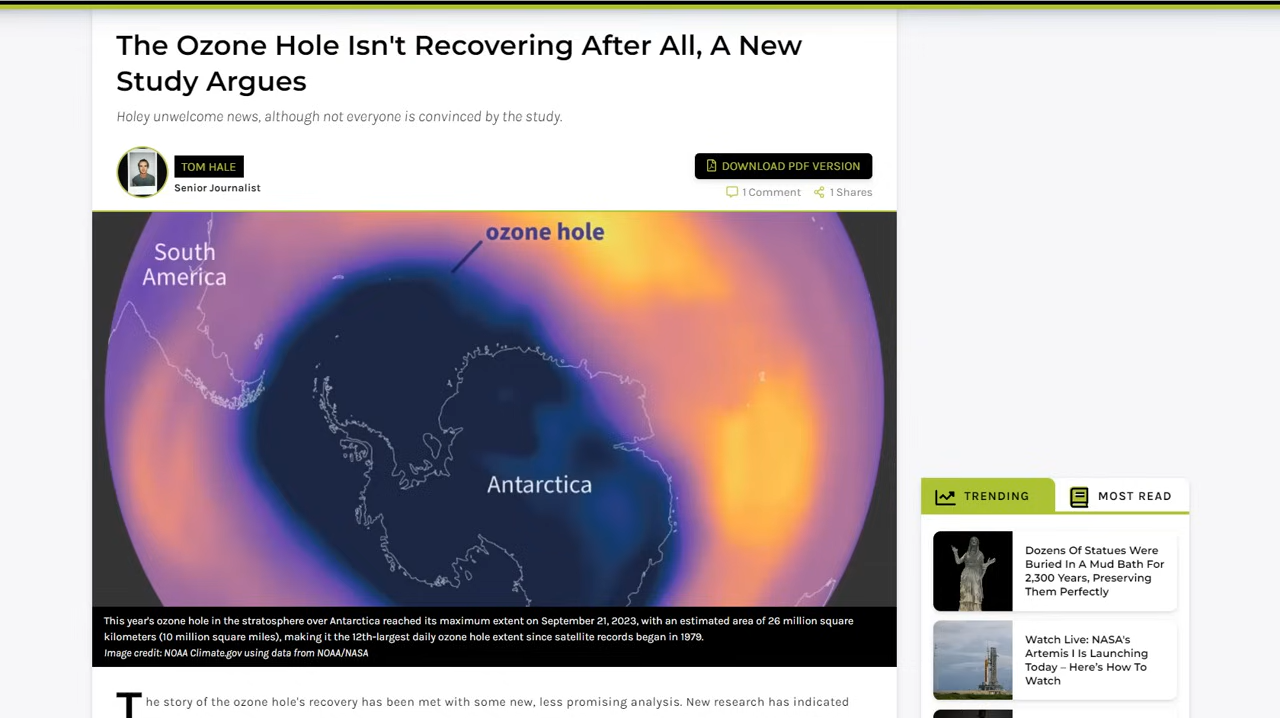 The Ozone Hole Isn't Recovering After All, A New
Study Argues
Holey unwelcome news, although not everyone is convinced by the study.
TOM HALE
Senior Journalist
DOWNLOAD PDF VERSION
1 Comment
1 Shares
ozone hole
South
America
Antarctica
This year's ozone hole in the stratosphere over Antarctica reached its maximum extent on September 21, 2023, with an estimated area of 26 million square
kilometers (10 million square miles), making it the 12th-largest daily ozone hole extent since satellite records began in 1979.
Image credit: NOAA Climate.gov using data from NOAA/NASA
The story of the ozone hole's recovery has been met with some new, less promising analysis. New research has indicated
TRENDING
MOST READ
Dozens Of Statues Were
Buried In A Mud Bath For
2,300 Years, Preserving
Them Perfectly
Watch Live: NASA's
Artemis I Is Launching
Today – Here's How To
Watch